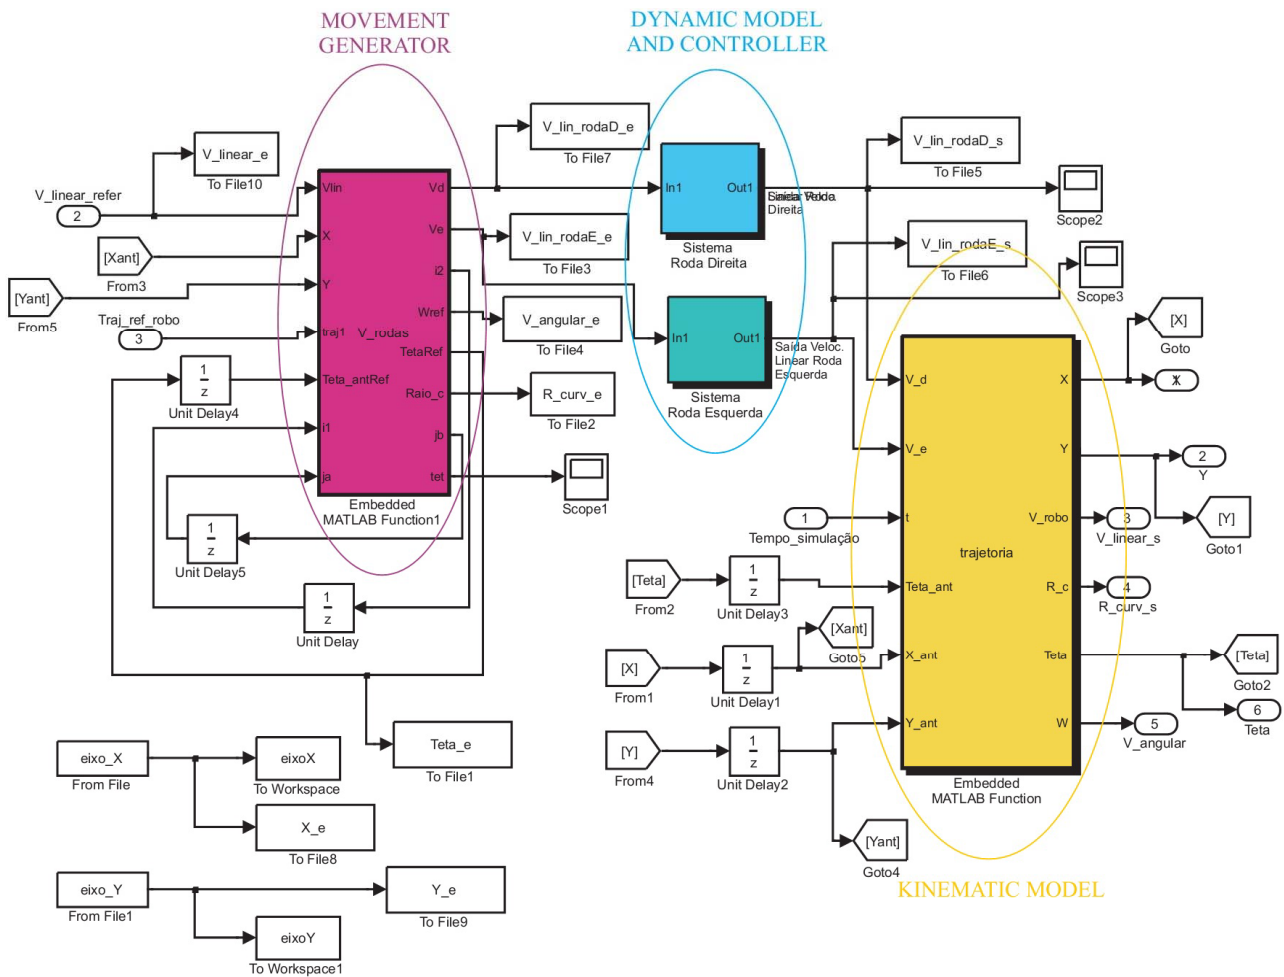 MOVEMENT
GENERATOR
DYNAMIC MODEL
AND CONTROLLER
V_linear_e
To File10
V_linear_refer
2
[Xant]
From3
[Yant]
From5
Traj_ref_robo
3
1
z
Unit Delay4
Vlin
X
Y
traj1
Teta_antRef
i1
ja
V_rodas
Vd
Ve
i2
Wref
TetaRef
Raio_c
jb
tet
Embedded
MATLAB Function1
1
z
Unit Delay5
1
z
Unit Delay
V_lin_rodaD_e
To File7
V_lin_rodaE_e
To File3
V_angular_e
To File4
R_curv_e
To File2
Scope1
In1
Out1
Sistema
Roda Direita
Direita
In1
Out1
Sistema
Roda Esquerda
Saída Veloc.
Linear Roda
Esquerda
V_lin_rodaD_s
To File5
Scope2
V_lin_rodaE_s
To File6
Scope3
[X]
Goto
V_d
V_e
t
Teta_ant
X_ant
Y_ant
trajetoria
X
Y
V_robo
R_c
Teta
W
Embedded
MATLAB Function
2
Y
[Y]
Goto1
3
V_linear_s
4
R_curv_s
[Teta]
Goto2
6
Teta
5
V_angular
1
Tempo_simulação
[Teta]
From2
1
z
Unit Delay3
[Xant]
Goto5
[X]
From1
1
z
Unit Delay1
[Y]
From4
1
z
Unit Delay2
[Yant]
Goto4
KINEMATIC MODEL
Teta_e
To File1
eixo_X
From File
eixoX
To Workspace
X_e
To File8
eixo_Y
From File1
Y_e
To File9
eixoY
To Workspace1